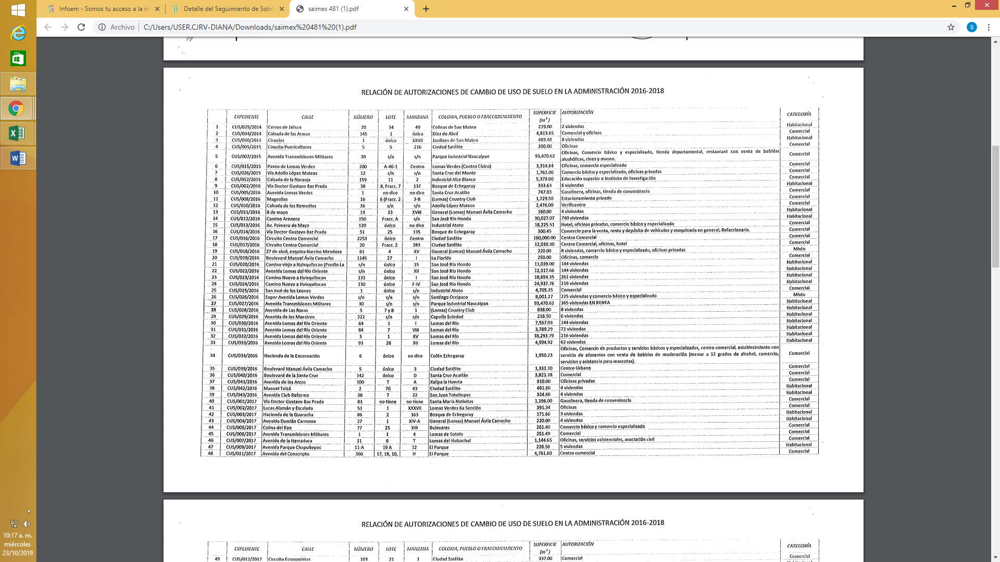 Infoem - Somos tu acceso a la in
Detalle del Seguimiento de Solic
saimex 481 (1).pdf
Archivo C:/Users/USER.CJRV-DIANA/Downloads/saimex%20481%20(1).pdf
S
RELACIÓN DE AUTORIZACIONES DE CAMBIO DE USO DE SUELO EN LA ADMINISTRACIÓN 2016-2018
EXPEDIENTE CALLE NÚMERO LOTE MANZANA COLONIA, PUEBLO O FRACCIONAMIENTO SUPERFICIE (m²) AUTORIZACIÓN CATEGORÍA
1 CUS/025/2014 Cerros de Jalisco 20 14 49 Colinas de San Mateo 219.00 2 viviendas Habitacional
2 CUS/034/2014 Calzada de las Armas 145 1 única Diez de Abril 4,813.65 Comercial y oficinas Comercial
3 CUS/040/2014 Ciruelos 1 único XXVII Jardines de San Mateo 489.48 8 viviendas Habitacional
4 CUS/005/2015 Circuito Puericultores 5 5 216 Ciudad Satélite 390.00 Oficinas Comercial
5 CUS/007/2015 Avenida Transmisiones Militares 30 s/n s/n Parque Industrial Naucalpan 93,470.62 Oficinas, Comercio básico y especializado, tienda departamental, restaurant con venta de bebidas alcohólicas, cines y museo. Comercial
6 CUS/015/2015 Paseo de Lomas Verdes 200 A-46-1 Centro Lomas Verdes (Centro Cívico) 3,314.84 Oficinas, comercio especializado Comercial
7 CUS/026/2015 Vía Adolfo López Mateos 12 s/n s/n Santa Cruz del Monte 1,761.00 Comercio básico y especializado, oficinas privadas Comercial
8 CUS/052/2015 Calzada de la Naranja 159 11 2 Industrial Alce Blanco 5,379.00 Educación superior e Instituto de Investigación Comercial
9 CUS/002/2016 Vía Doctor Gustavo Baz Prada 38 8, Fracc. 7 137 Bosque de Echegaray 333.63 6 viviendas Habitacional
10 CUS/005/2016 Avenida Lomas Verdes 1 no dice no dice Santa Cruz Acatlán 747.03 Gasolinera, oficinas, tienda de conveniencia Comercial
11 CUS/008/2016 Magnolias 16 6 (Fracc. 2 3-B (Lomas) Country Club 1,729.50 Estacionamiento privado Comercial
12 CUS/010/2016 Calzada de los Remedios 36 s/n s/n Adolfo López Mateos 2,476.00 Verificentro Comercial
13 CUS/011/2016 8 de mayo 13 13 XVIII General (Lomas) Manuel Ávila Camacho 160.00 4 viviendas Habitacional
14 CUS/012/2016 Camino Arenero 150 Fracc. A s/n San José Río Hondo 30,027.07 740 viviendas Habitacional
15 CUS/013/2016 Av. Primero de Mayo 120 único no dice Industrial Atoto 18,225.51 Hotel, oficinas privadas, comercio básico y especializado Comercial
16 CUS/014/2016 Vía Doctor Gustavo Baz Prada 51 25 135 Bosque de Echegaray 300.45 Comercio para la venta, renta y depósito de vehículos y maquinaria en general, Refaccionaria. Comercial
17 CUS/016/2016 Circuito Centro Comercial 2251 único Centro Ciudad Satélite 160,000.00 Centro Comercial Comercial
18 CUS/017/2016 Circuito Centro Comercial 20 Fracc. 2 283 Ciudad Satélite 12,030.30 Centro Comercial, oficinas, hotel Comercial
19 CUS/018/2016 27 de abril, esquina Narciso Mendoza 61 4 XV General (Lomas) Manuel Ávila Camacho 220.00 8 viviendas, comercio básico y especializado, oficinas privadas Mixto
20 CUS/019/2016 Boulevard Manuel Ávila Camacho 1145 27 I La Florida 250.00 Oficinas, comercio Comercial
21 CUS/020/2016 Camino viejo a Huixquilucan (Predio La s/n único 15 San José Río Hondo 11,039.00 144 viviendas Habitacional
22 CUS/022/2016 Avenida Lomas del Río Oriente s/n único XII San José Río Hondo 12,317.66 144 viviendas Habitacional
23 CUS/023/2016 Camino Nuevo a Huixquilucan 131 único I San José Río Hondo 18,654.35 261 viviendas Habitacional
24 CUS/024/2016 Camino Nuevo a Huixquilucan 130 único F-IV San José Río Hondo 24,937.76 216 viviendas Habitacional
25 CUS/025/2016 San José de los Leones 1 único s/n Industrial Atoto 4,705.35 Comercial Comercial
26 CUS/026/2016 Super Avenida Lomas Verdes s/n s/n s/n Santiago Occipaco 8,001.27 225 viviendas y comercio básico y especializado Mixto
27 CUS/027/2016 Avenida Transmisiones Militares 30 s/n s/n Parque Industrial Naucalpan 93,470.62 165 viviendas EN RENTA Habitacional
28 CUS/028/2016 Avenida de Las Rosas 5 7 y 8 1 (Lomas) Country Club 838.00 8 viviendas Habitacional
29 CUS/029/2016 Avenida de los Maestros 222 s/n s/n Capulín Soledad 216.50 6 viviendas Habitacional
30 CUS/030/2016 Avenida Lomas del Río Oriente 64 1 I Lomas del Río 7,557.03 144 viviendas Habitacional
31 CUS/031/2016 Avenida Lomas del Río Oriente 84 7 VIII Lomas del Río 3,789.29 72 viviendas Habitacional
32 CUS/032/2016 Avenida Lomas del Río Oriente 5 1 XV Lomas del Río 18,293.79 216 viviendas Habitacional
33 CUS/033/2016 Avenida Lomas del Río Oriente 93 28 XII Lomas del Río 4,994.92 62 viviendas Habitacional
34 CUS/034/2016 Hacienda de la Encarnación 6 único no dice Colón Echegaray 1,950.23 Oficinas, Comercio de productos y servicios básicos y especializados, centro comercial, establecimiento con servicio de alimentos con venta de bebidas de moderación (menor a 12 grados de alcohol, comercio, servicios y asistencia para mascotas). Comercial
35 CUS/039/2016 Boulevard Manuel Ávila Camacho 5 único 3 Ciudad Satélite 1,331.30 Centro Urbano Comercial
36 CUS/040/2016 Boulevard de la Santa Cruz 142 único D Santa Cruz Acatlán 3,821.28 Comercial Comercial
37 CUS/041/2016 Avenida de los Arcos 100 T A Xalipa la Huerta 910.00 Oficinas privadas Comercial
38 CUS/042/2016 Manuel Tolsá 2 70 43 Ciudad Satélite 461.66 4 viviendas Habitacional
39 CUS/043/2016 Avenida Club Reforma 38 7 22 San Juan Totoltepec 324.66 4 viviendas Habitacional
40 CUS/001/2017 Vía Doctor Gustavo Baz Prada 83 no tiene no tiene Santa María Nativitas 1,196.00 Gasolinera, tienda de conveniencia Comercial
41 CUS/002/2017 Lucas Alamán y Escalada 51 1 XXXVII Lomas Verdes 6a Sección 391.34 Oficinas Comercial
42 CUS/003/2017 Hacienda de la Guaracha 86 2 163 Bosque de Echegaray 171.66 3 viviendas Habitacional
43 CUS/004/2017 Avenida Damián Carmona 27 1 XIV-A General (Lomas) Manuel Ávila Camacho 220.00 4 viviendas Habitacional
44 CUS/005/2017 Colina del Kan 77 25 XIII Bulevares 261.40 Comercio básico y comercio especializado Comercial
45 CUS/006/2017 Avenida Transmisiones Militares 1 1 4 Lomas de Sotelo 251.49 Comercial Comercial
46 CUS/007/2017 Avenida de la Herradura 11 6 T Lomas del Huizachal 1,144.65 Oficinas, servicios asistenciales, asociación civil Comercial
47 CUS/009/2017 Avenida Parque Chapultepec 11-A 19 A 12 El Parque 226.50 5 viviendas Habitacional
48 CUS/011/2017 Avenida del Conscripto 360 17, 18, 10, H El Parque 4,761.80 Centro comercial Comercial
RELACIÓN DE AUTORIZACIONES DE CAMBIO DE USO DE SUELO EN LA ADMINISTRACIÓN 2016-2018
EXPEDIENTE CALLE NÚMERO LOTE MANZANA COLONIA, PUEBLO O FRACCIONAMIENTO SUPERFICIE (m²) AUTORIZACIÓN CATEGORÍA
49 CUS/012/2017 Circuito Economistas 103 21 1 Ciudad Satélite 337.00 Comercial Comercial
10:17 a. m.
miércoles
23/10/2019